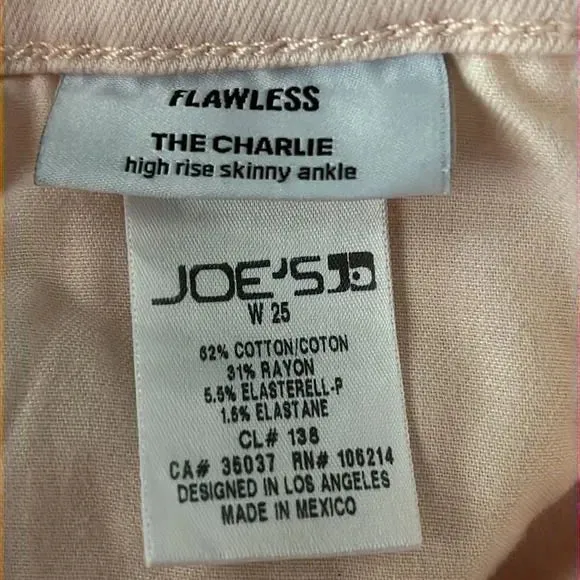 FLAWLESS
THE CHARLIE
high rise skinny ankle
JOE'S
W 25
62% COTTON/COTON
31% RAYON
5.5% ELASTERELL-P
1.5% ELASTANE
CL# 138
CA# 35037 RN# 106214
DESIGNED IN LOS ANGELES
MADE IN MEXICO